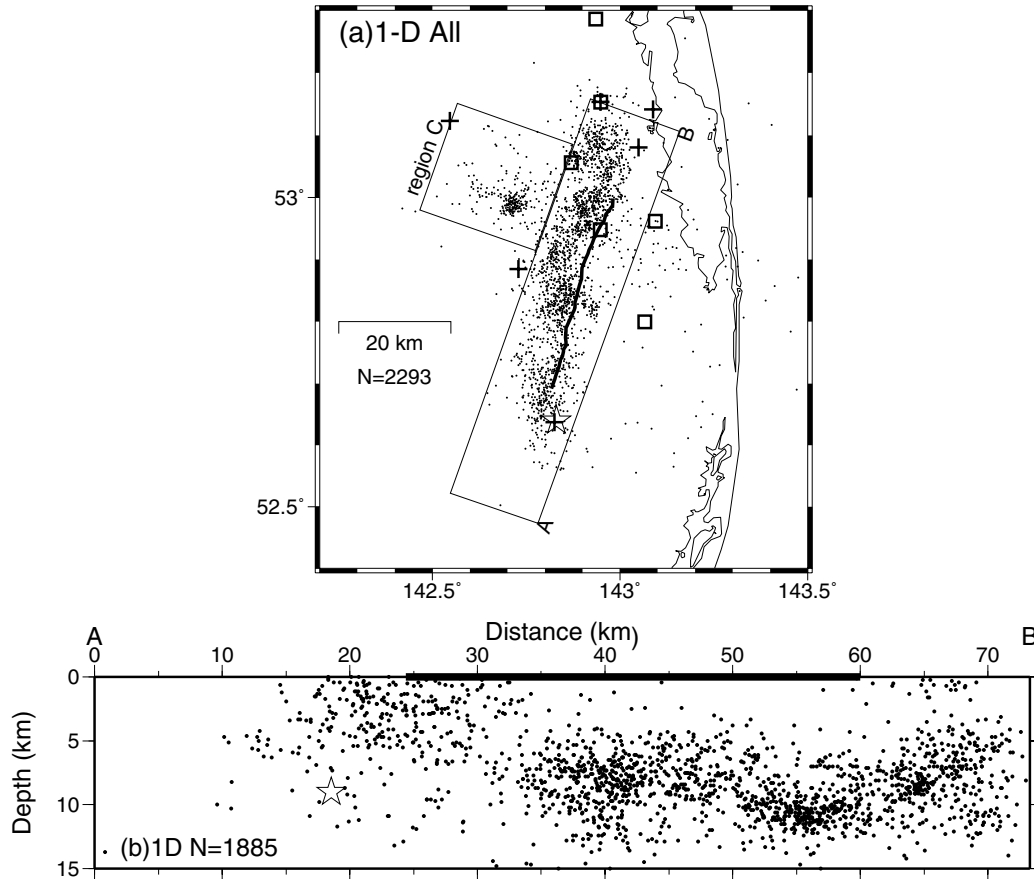 (a)1-D All
B
region C
53°
20 km
N=2293
52.5°
A
142.5° 143° 143.5°
A Distance (km) B
0 10 20 30 40 50 60 70
0
5
10
15
Depth (km)
(b)1D N=1885